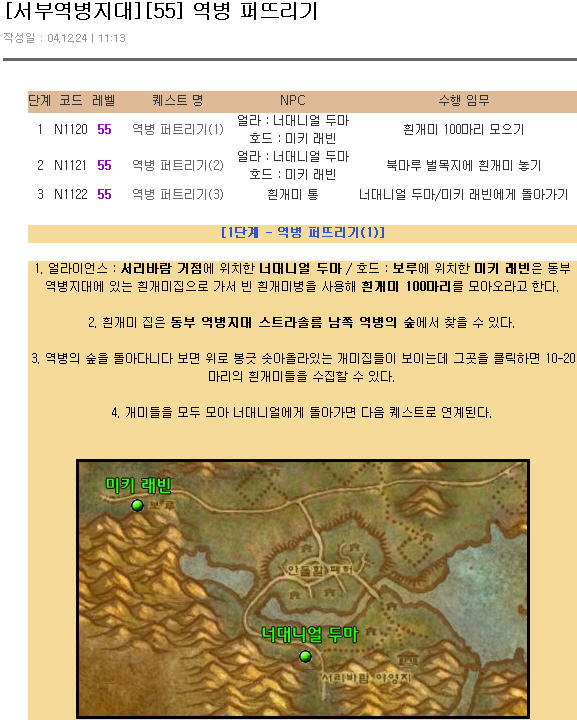 [서부역병지대][55] 역병 퍼뜨리기
작성일 : 04.12.24 | 11:13
단계 코드 레벨 퀘스트 명 NPC 수행 임무
1 N1120 55 역병 퍼트리기(1) 얼라 : 너대니얼 두마 흰개미 100마리 모으기
호드 : 미키 래빈
2 N1121 55 역병 퍼트리기(2) 얼라 : 너대니얼 두마 북마루 벌목지에 흰개미 놓기
호드 : 미키 래빈
3 N1122 55 역병 퍼트리기(3) 흰개미 통 너대니얼 두마/미키 래빈에게 돌아가기
[1단계 - 역병 퍼뜨리기(1)]
1. 얼라이언스 : 서리바람 거점에 위치한 너대니얼 두마 / 호드 : 보루에 위치한 미키 래빈은 동부
역병지대에 있는 흰개미집으로 가서 빈 흰개미병을 사용해 흰개미 100마리를 모아오라고 한다.
2. 흰개미 집은 동부 역병지대 스트라솔름 남쪽 역병의 숲에서 찾을 수 있다.
3. 역병의 숲을 돌아다니다 보면 위로 봉긋 솟아올라있는 개미집들이 보이는데 그곳을 클릭하면 10-20
마리의 흰개미들을 수집할 수 있다.
4. 개미들을 모두 모아 너대니얼에게 돌아가면 다음 퀘스트로 연계된다.
미키 래빈
보루
안돌할 폐허
너대니얼 두마
서리바람 야영지